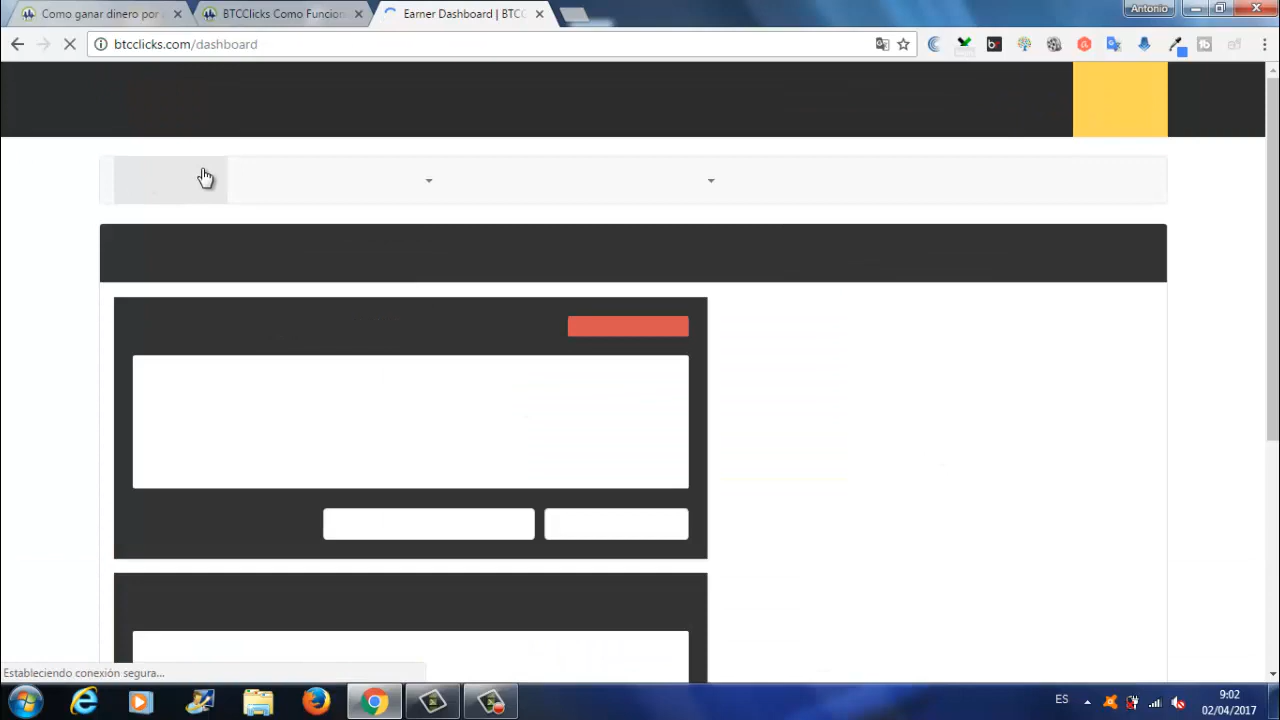 Como ganar dinero por
BTCClicks Como Funcion
Earner Dashboard | BTCC
Antonio
btcclicks.com/dashboard
Estableciendo conexión segura...
ES
9:02
02/04/2017